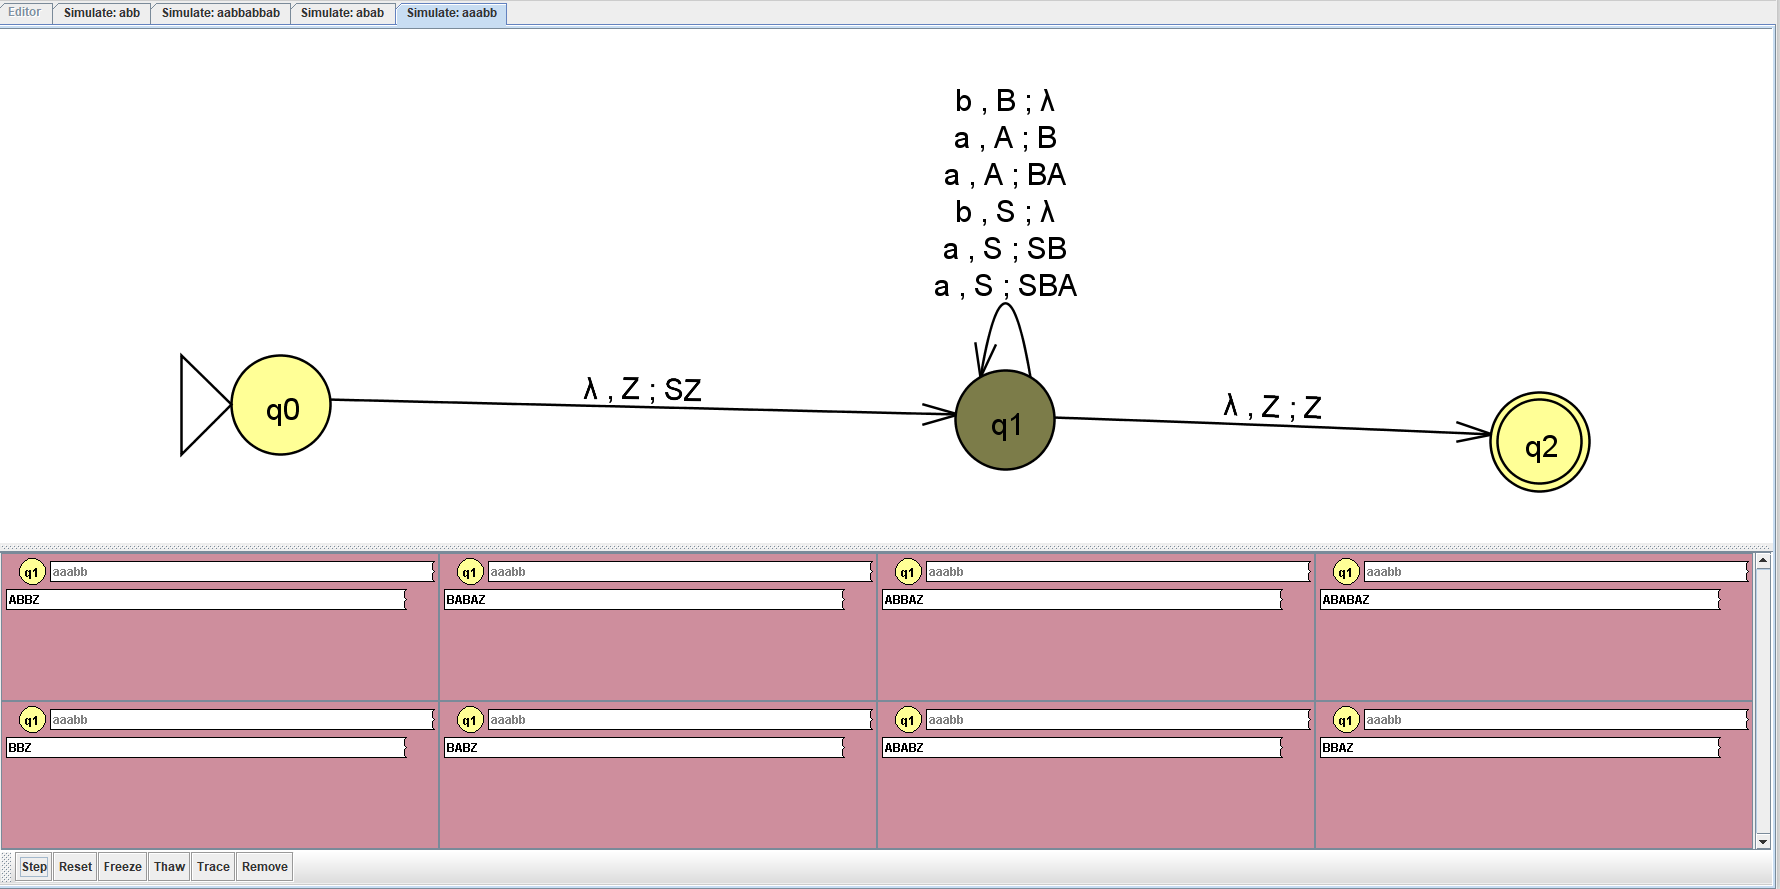 Editor Simulate: abb Simulate: aabbabbab Simulate: abab Simulate: aaabb
b , B ; λ
a , A ; B
a , A ; BA
b , S ; λ
a , S ; SB
a , S ; SBA
q0 λ , Z ; SZ q1 λ , Z ; Z q2
q1 aaabb q1 aaabb q1 aaabb q1 aaabb
ABBZ BABAZ ABBAZ ABABAZ
q1 aaabb q1 aaabb q1 aaabb q1 aaabb
BBZ BABZ ABABZ BBAZ
Step Reset Freeze Thaw Trace Remove